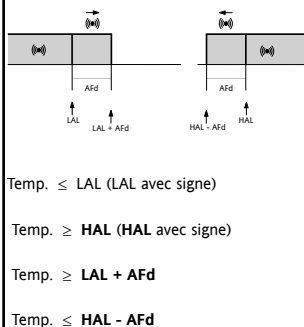 AFd
AFd
LAL
LAL + AFd
HAL - AFd
HAL
Temp. ≤ LAL (LAL avec signe)
Temp. ≥ HAL (HAL avec signe)
Temp. ≥ LAL + AFd
Temp. ≤ HAL - AFd